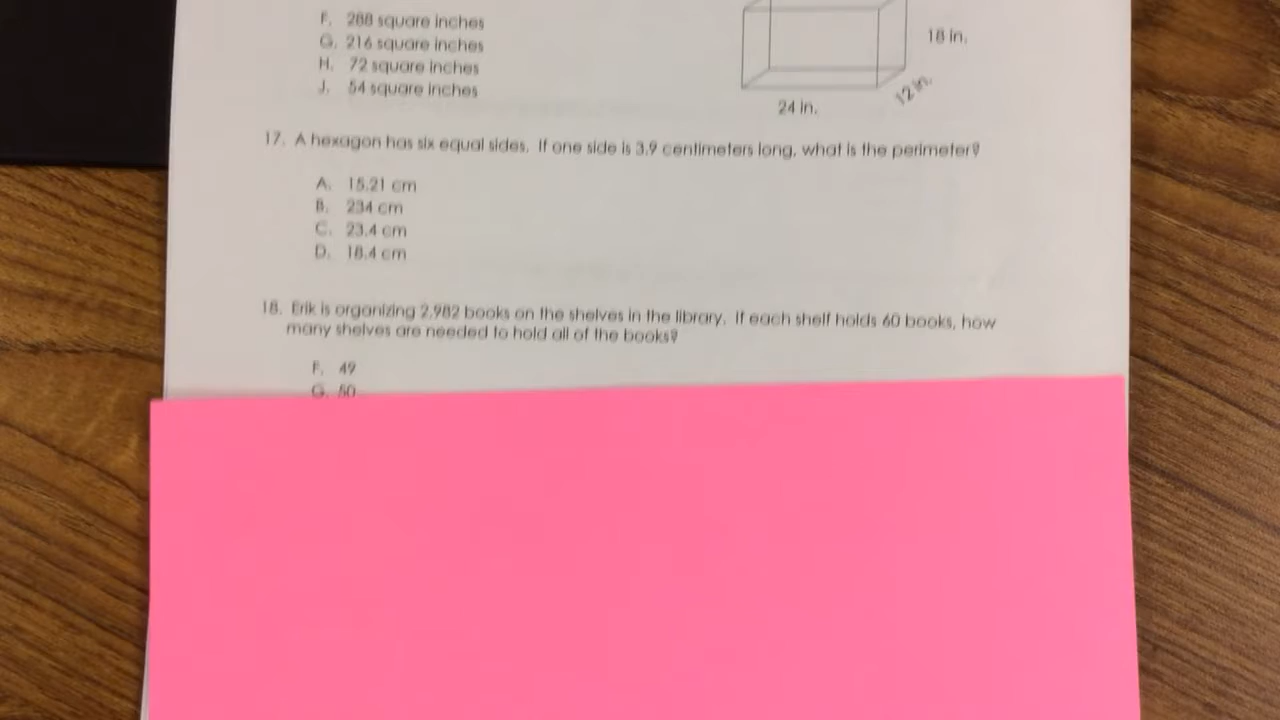 F. 288 square inches
G. 216 square inches
H. 72 square inches
J. 54 square inches
18 in.
12 in.
24 in.
17. A hexagon has six equal sides. If one side is 3.9 centimeters long, what is the perimeter?
A. 15.21 cm
B. 234 cm
C. 23.4 cm
D. 18.4 cm
18. Erik is organizing 2,982 books on the shelves in the library. If each shelf holds 60 books, how
many shelves are needed to hold all of the books?
F. 49
G. 50